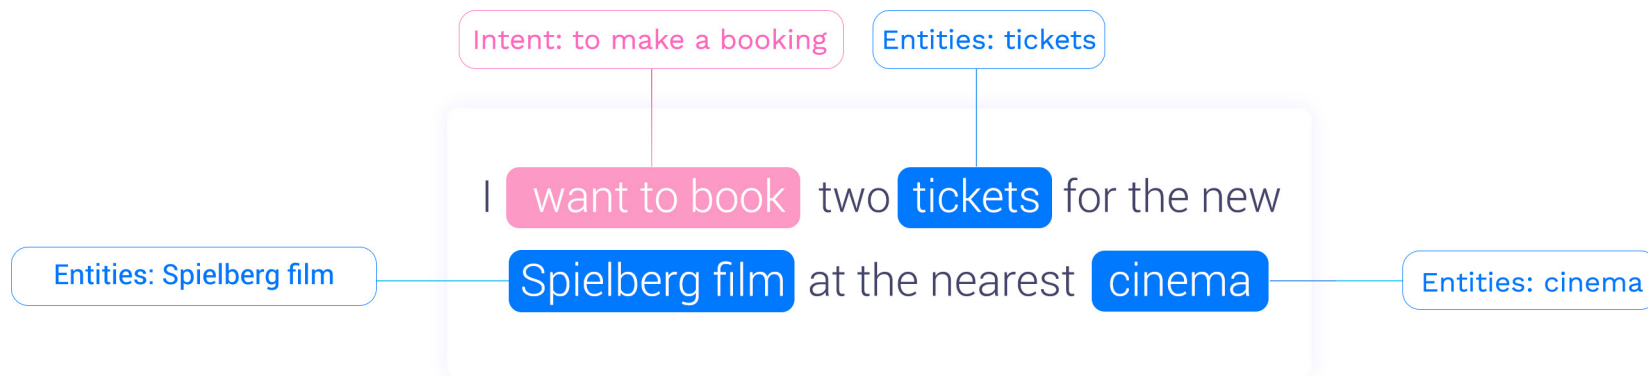 Intent: to make a booking
Entities: tickets
I want to book two tickets for the new
Entities: Spielberg film
Spielberg film at the nearest cinema
Entities: cinema